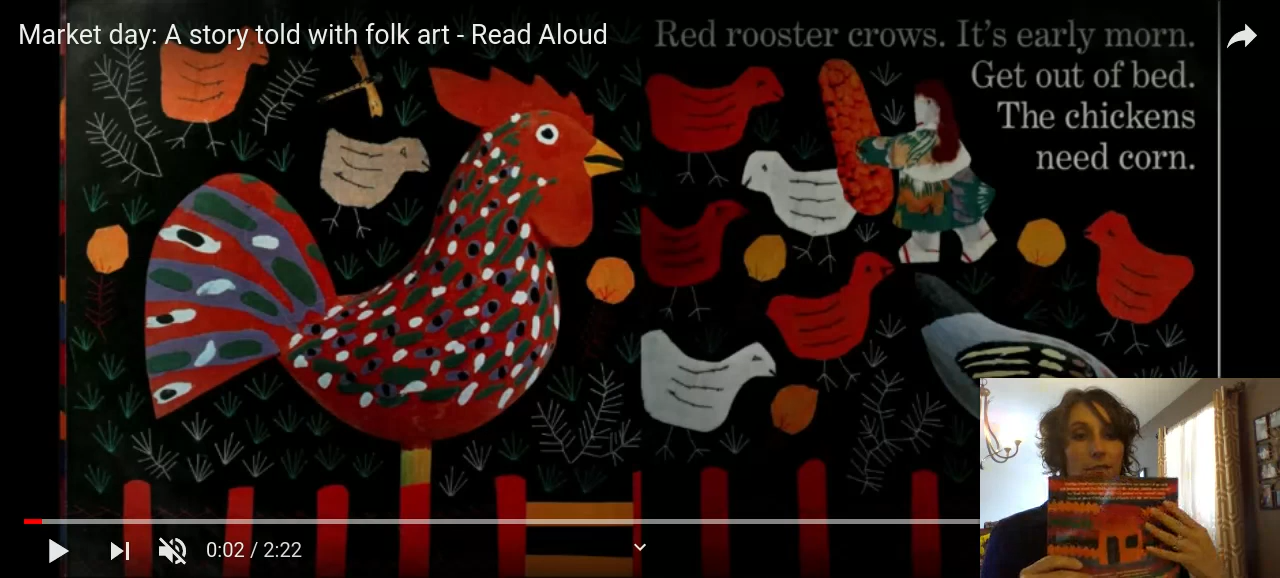 Market day: A story told with folk art - Read Aloud
Red rooster crows. It's early morn.
Get out of bed.
The chickens
need corn.
0:02 / 2:22